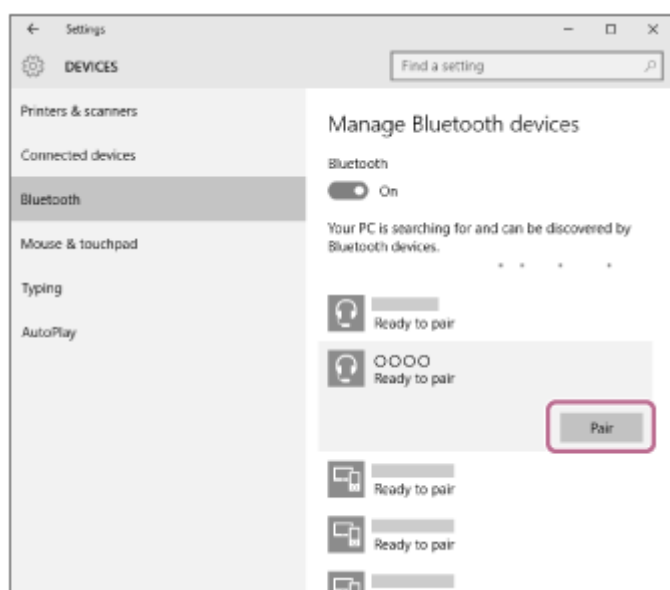 Settings
DEVICES
Find a setting
Printers & scanners
Connected devices
Bluetooth
Mouse & touchpad
Typing
AutoPlay
Manage Bluetooth devices
Bluetooth
On
Your PC is searching for and can be discovered by
Bluetooth devices.
Ready to pair
OOOO
Ready to pair
Pair
Ready to pair
Ready to pair